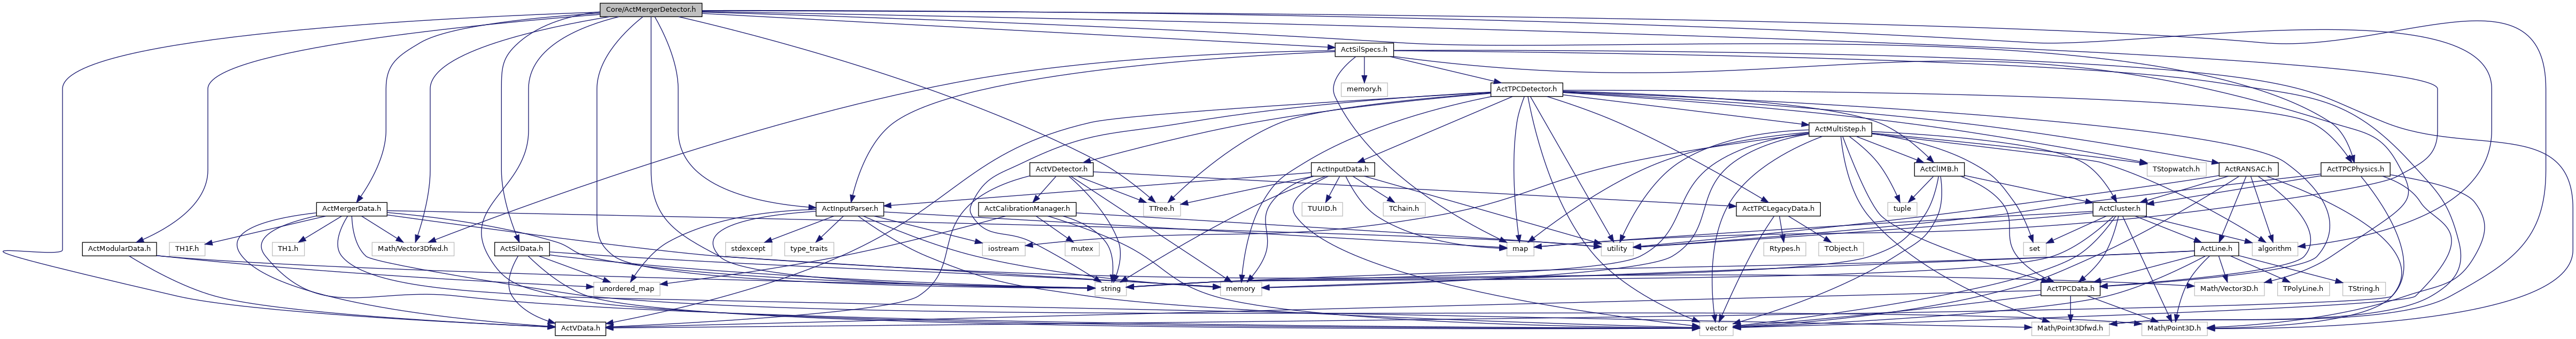 Core/ActMergerDetector.h
ActSilSpecs.h
memory.h
ActTPCDetector.h
ActMultiStep.h
ActVDetector.h
ActInputData.h
TStopwatch.h
ActClIMB.h
ActRANSAC.h
ActTPCPhysics.h
ActMergerData.h
ActInputParser.h
ActCalibrationManager.h
TTree.h
TUUID.h
TChain.h
ActTPCLegacyData.h
tuple
ActCluster.h
ActModularData.h
TH1F.h
TH1.h
Math/Vector3Dfwd.h
ActSilData.h
stdexcept
type_traits
iostream
mutex
map
utility
Rtypes.h
TObject.h
set
ActLine.h
algorithm
unordered_map
string
memory
ActTPCData.h
Math/Vector3D.h
TPolyLine.h
TString.h
ActVData.h
vector
Math/Point3Dfwd.h
Math/Point3D.h